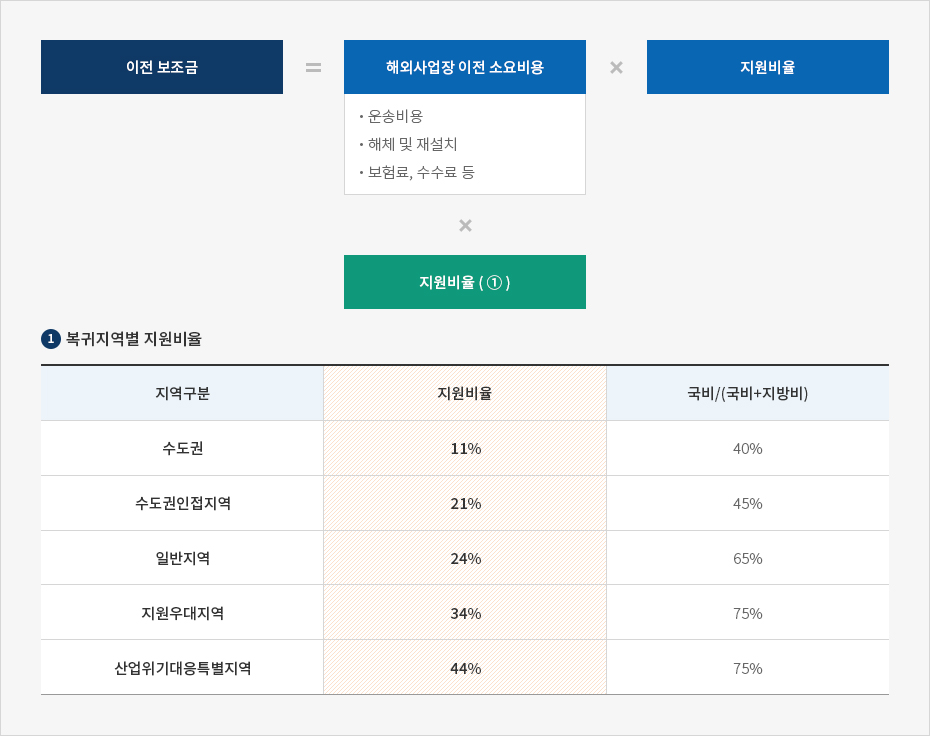 이전 보조금 = 해외사업장 이전 소요비용 × 지원비율
• 운송비용
• 해체 및 재설치
• 보험료, 수수료 등
×
지원비율 ( ① )
1 복귀지역별 지원비율
지역구분 지원비율 국비/(국비+지방비)
수도권 11% 40%
수도권인접지역 21% 45%
일반지역 24% 65%
지원우대지역 34% 75%
산업위기대응특별지역 44% 75%